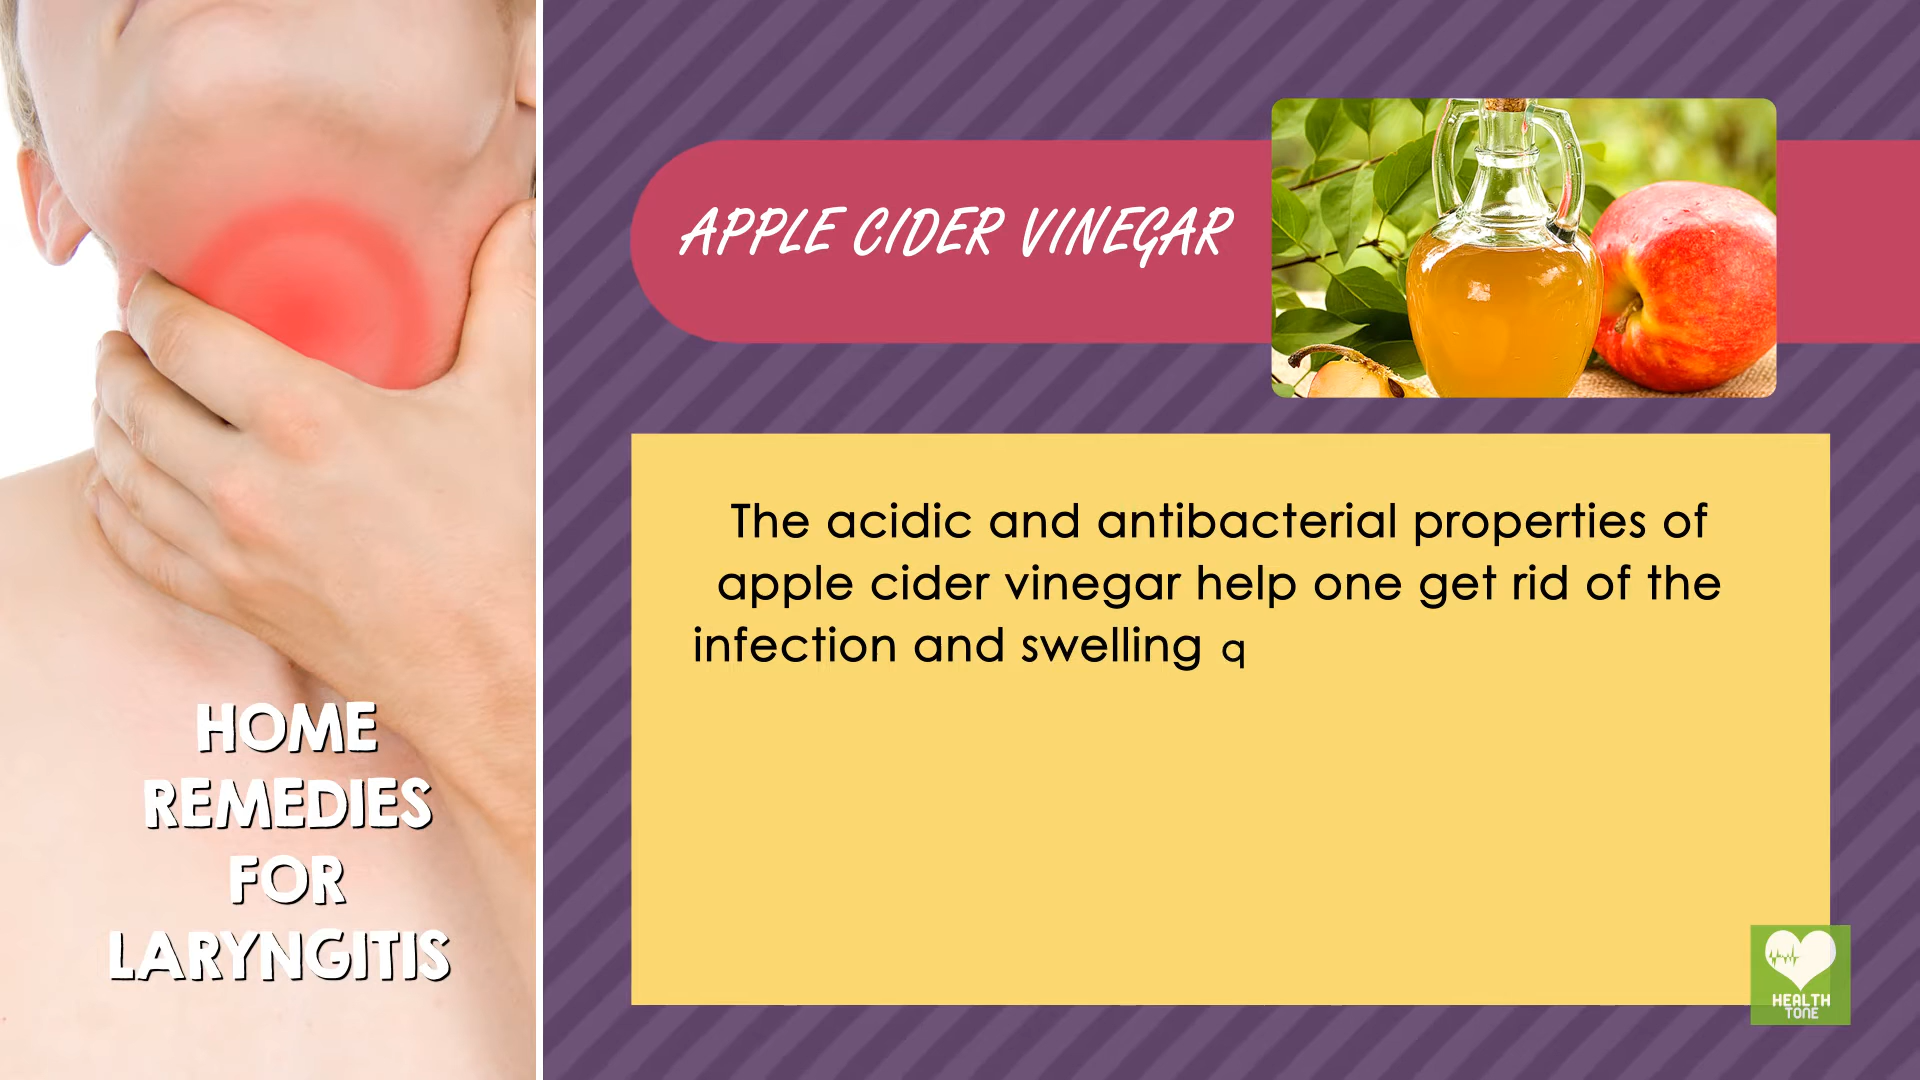 APPLE CIDER VINEGAR
The acidic and antibacterial properties of
apple cider vinegar help one get rid of the
infection and swelling q
HOME
REMEDIES
FOR
LARYNGITIS
HEALTH
TONE